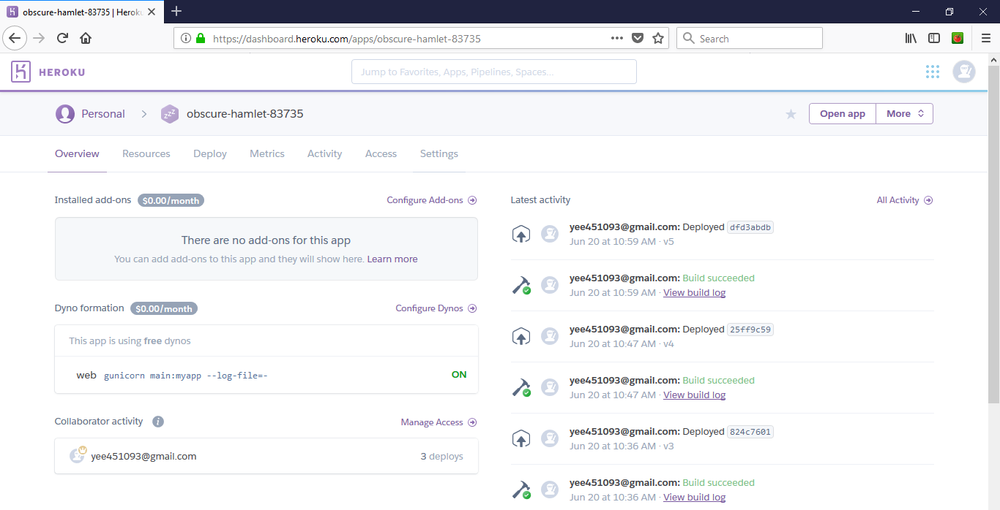 obscure-hamlet-83735 | Heroku
https://dashboard.heroku.com/apps/obscure-hamlet-83735
Search
HEROKU
Jump to Favorites, Apps, Pipelines, Spaces...
Personal > obscure-hamlet-83735
Open app More
Overview Resources Deploy Metrics Activity Access Settings
Installed add-ons $0.00/month Configure Add-ons
There are no add-ons for this app
You can add add-ons to this app and they will show here. Learn more
Dyno formation $0.00/month Configure Dynos
This app is using free dynos
web gunicorn main:myapp --log-file=- ON
Collaborator activity i Manage Access
yee451093@gmail.com 3 deploys
Latest activity All Activity
yee451093@gmail.com: Deployed dfd3abdb
Jun 20 at 10:59 AM · v5
yee451093@gmail.com: Build succeeded
Jun 20 at 10:59 AM · View build log
yee451093@gmail.com: Deployed 25ff9c59
Jun 20 at 10:47 AM · v4
yee451093@gmail.com: Build succeeded
Jun 20 at 10:47 AM · View build log
yee451093@gmail.com: Deployed 824c7601
Jun 20 at 10:36 AM · v3
yee451093@gmail.com: Build succeeded
Jun 20 at 10:36 AM · View build log